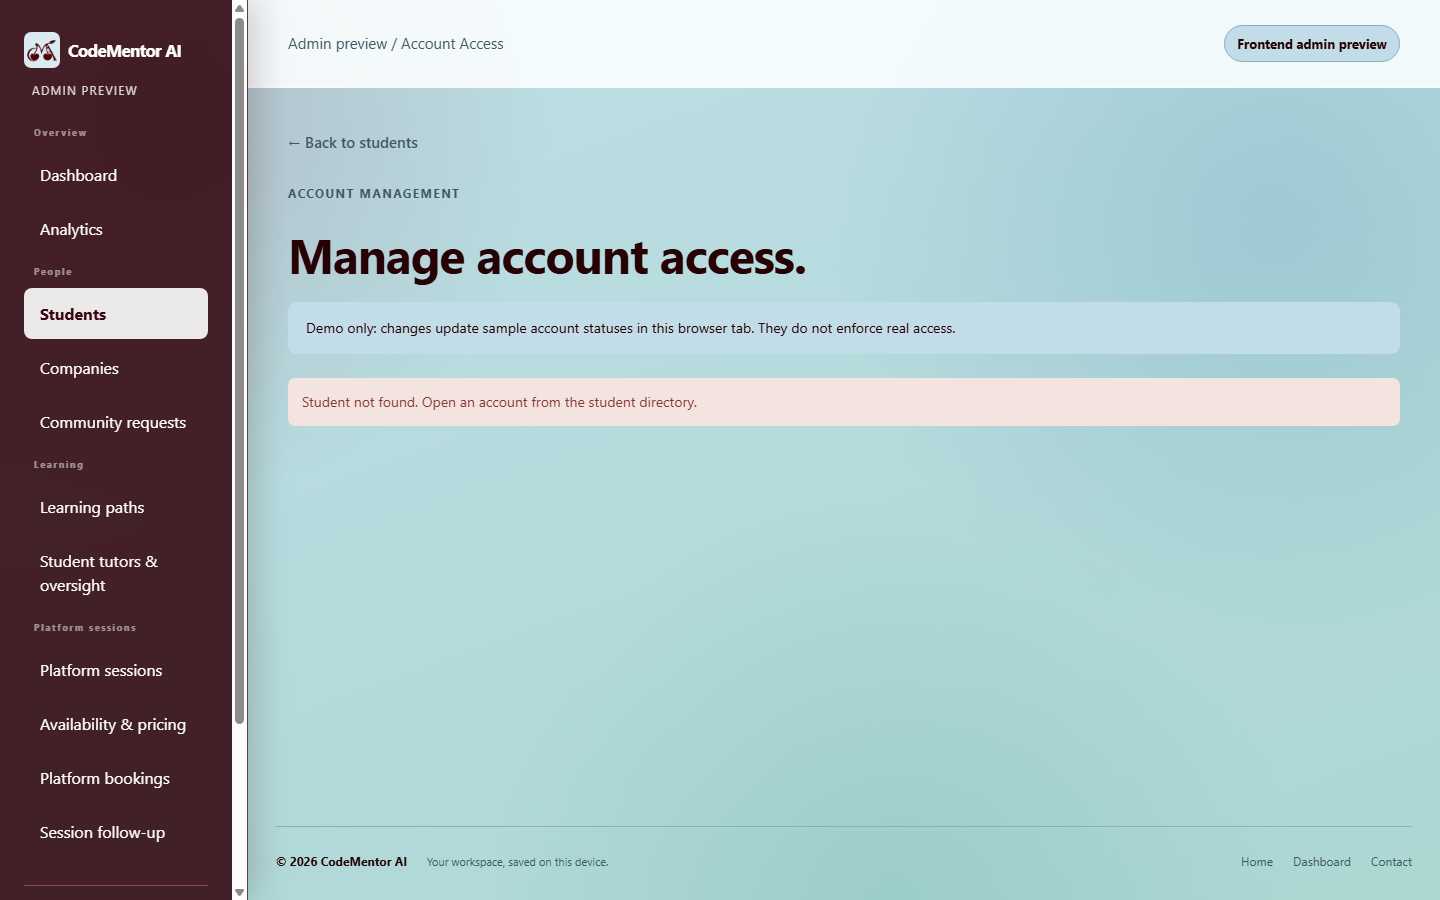 CodeMentor AI
ADMIN PREVIEW
Overview
Dashboard
Analytics
People
Students
Companies
Community requests
Learning
Learning paths
Student tutors &
oversight
Platform sessions
Platform sessions
Availability & pricing
Platform bookings
Session follow-up
Admin preview / Account Access
Frontend admin preview
← Back to students
ACCOUNT MANAGEMENT
Manage account access.
Demo only: changes update sample account statuses in this browser tab. They do not enforce real access.
Student not found. Open an account from the student directory.
© 2026 CodeMentor AI
Your workspace, saved on this device.
Home
Dashboard
Contact